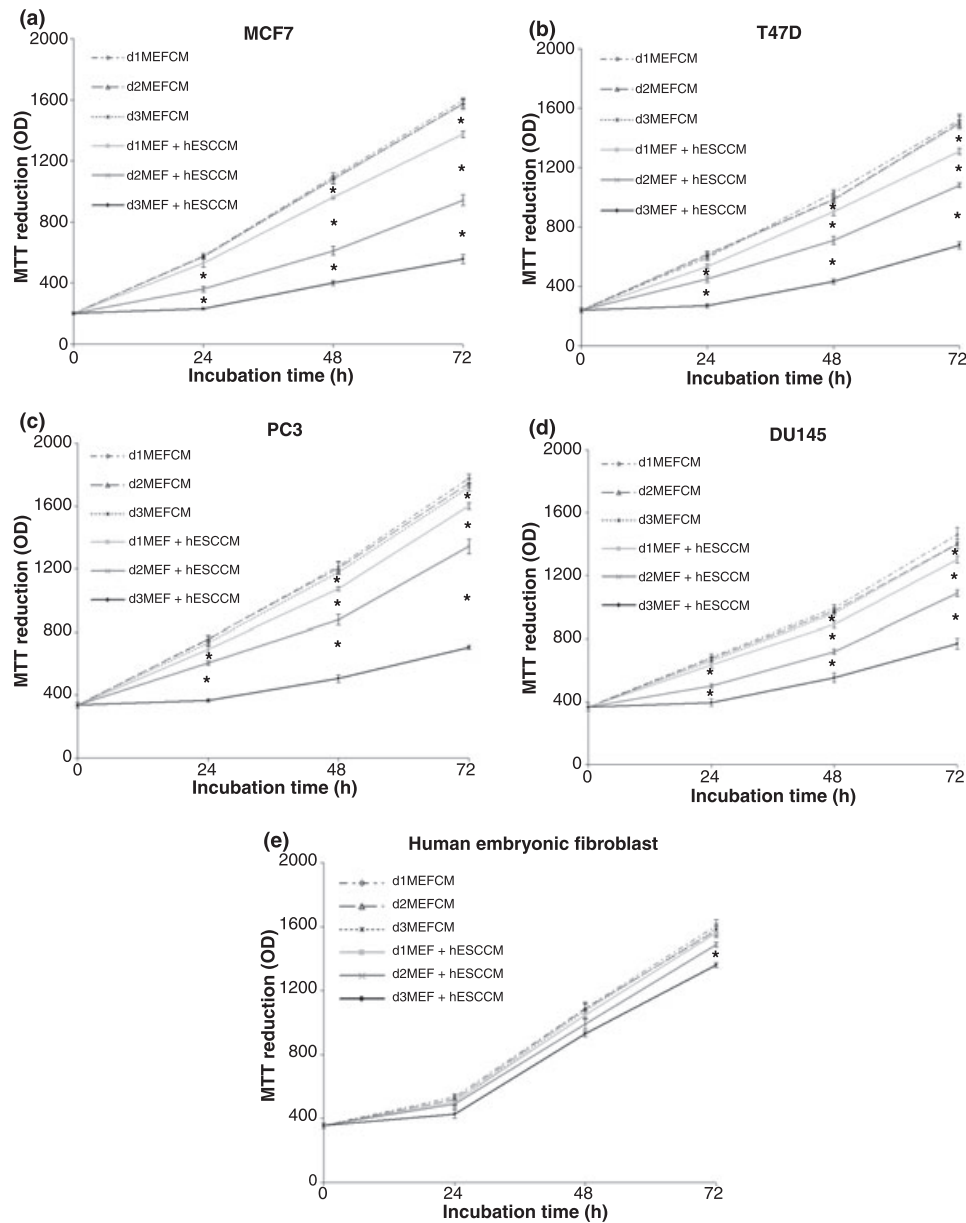 (a)
MCF7
2000
1600
1200
800
400
0
MTT reduction (OD)
d1MEFCM
d2MEFCM
d3MEFCM
d1MEF + hESCCM
d2MEF + hESCCM
d3MEF + hESCCM
* * * * * * * *
0 24 48 72
Incubation time (h)
(b)
T47D
2000
1600
1200
800
400
0
MTT reduction (OD)
d1MEFCM
d2MEFCM
d3MEFCM
d1MEF + hESCCM
d2MEF + hESCCM
d3MEF + hESCCM
* * * * * * * *
0 24 48 72
Incubation time (h)
(c)
PC3
2000
1600
1200
800
400
0
MTT reduction (OD)
d1MEFCM
d2MEFCM
d3MEFCM
d1MEF + hESCCM
d2MEF + hESCCM
d3MEF + hESCCM
* * * * * * * *
0 24 48 72
Incubation time (h)
(d)
DU145
2000
1600
1200
800
400
0
MTT reduction (OD)
d1MEFCM
d2MEFCM
d3MEFCM
d1MEF + hESCCM
d2MEF + hESCCM
d3MEF + hESCCM
* * * * * * * *
0 24 48 72
Incubation time (h)
(e)
Human embryonic fibroblast
2000
1600
1200
800
400
0
MTT reduction (OD)
d1MEFCM
d2MEFCM
d3MEFCM
d1MEF + hESCCM
d2MEF + hESCCM
d3MEF + hESCCM
*
0 24 48 72
Incubation time (h)